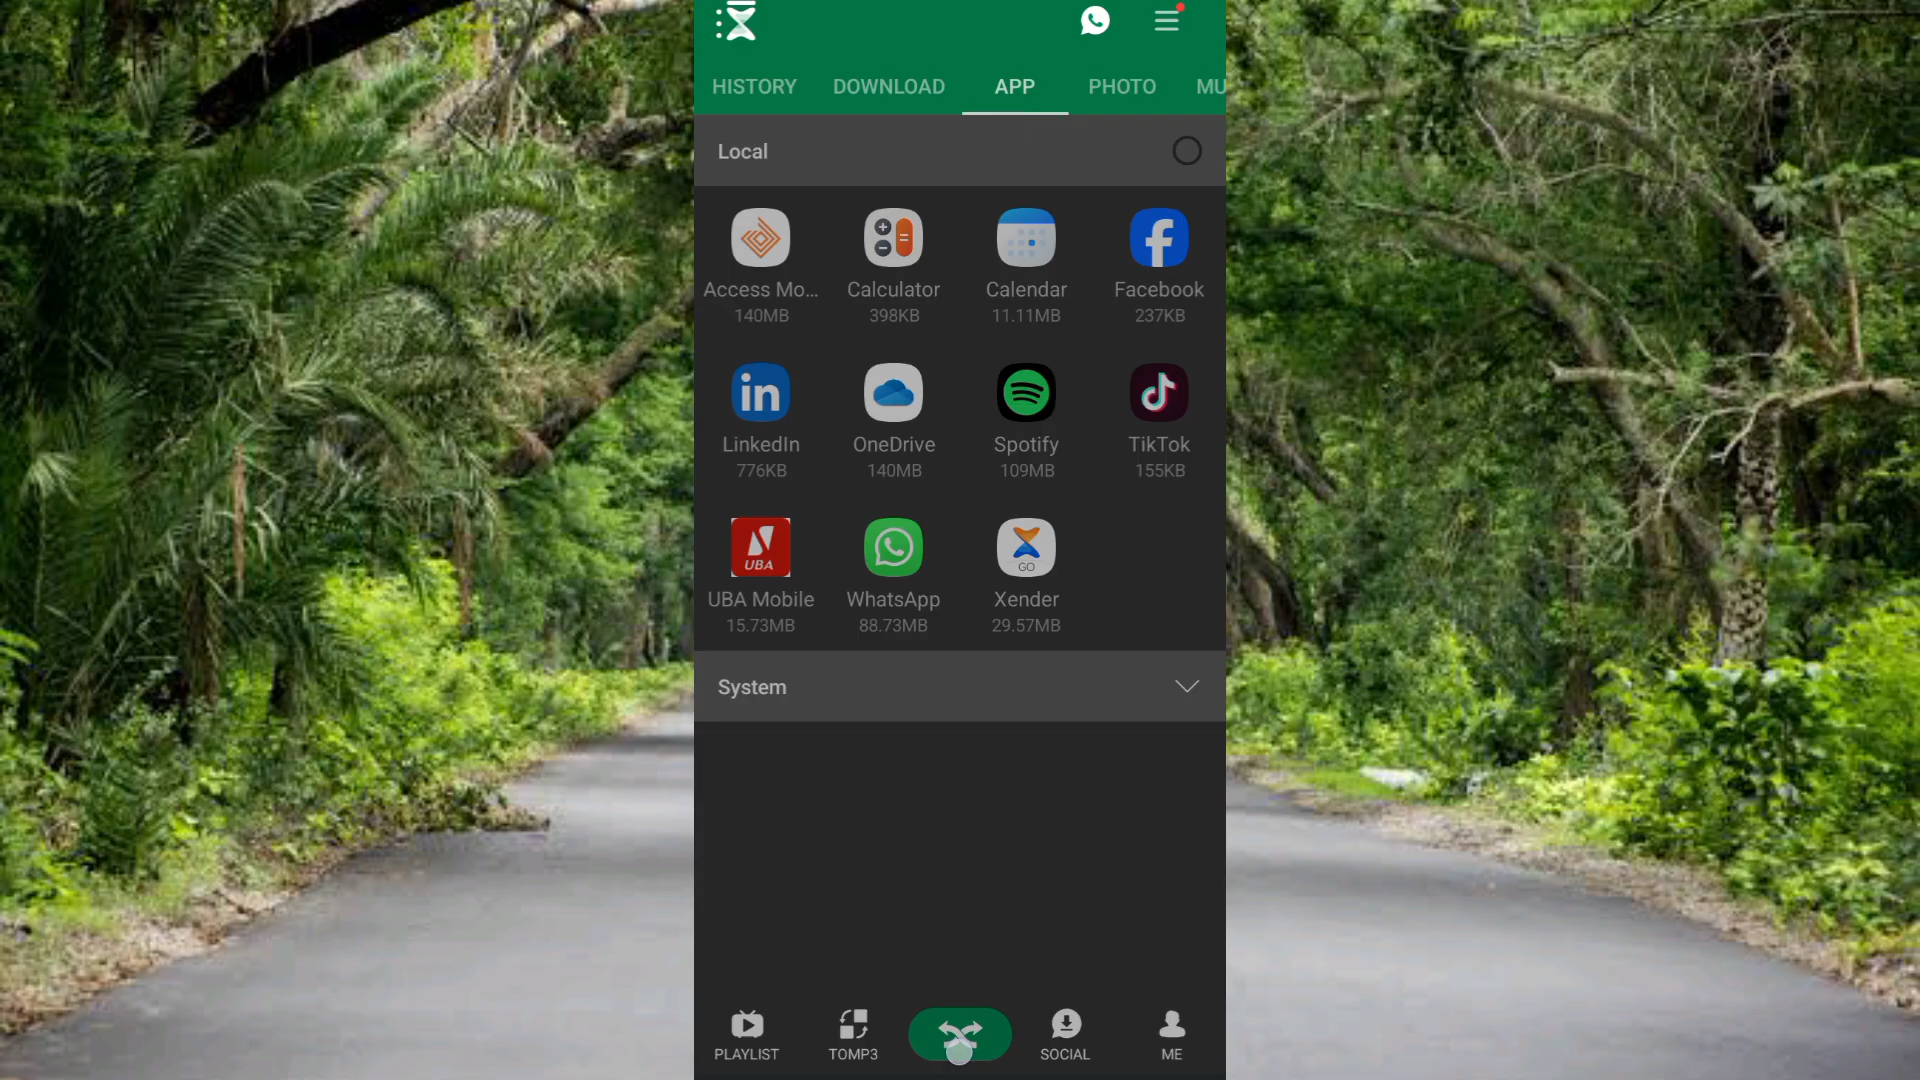 HISTORY DOWNLOAD APP PHOTO MU
Local
Access Mo... Calculator Calendar Facebook
140MB 398KB 11.11MB 237KB
in
LinkedIn OneDrive Spotify TikTok
776KB 140MB 109MB 155KB
UBA GO
UBA Mobile WhatsApp Xender
15.73MB 88.73MB 29.57MB
System
PLAYLIST TOMP3 SOCIAL ME